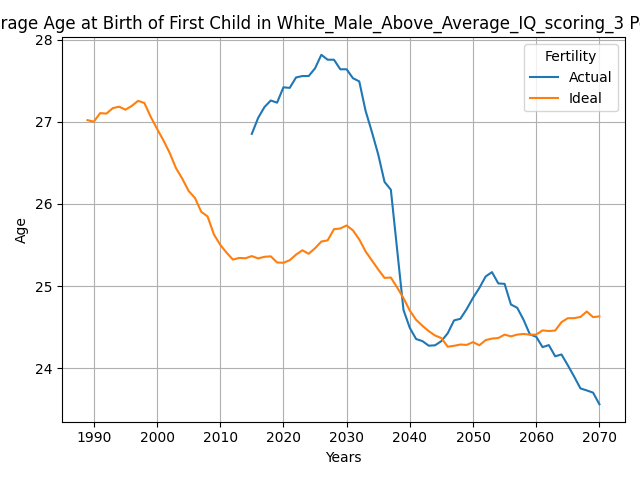 rage Age at Birth of First Child in White_Male_Above_Average_IQ_scoring_3 P
28
27
26
25
24
Age
Fertility
Actual
Ideal
1990 2000 2010 2020 2030 2040 2050 2060 2070
Years